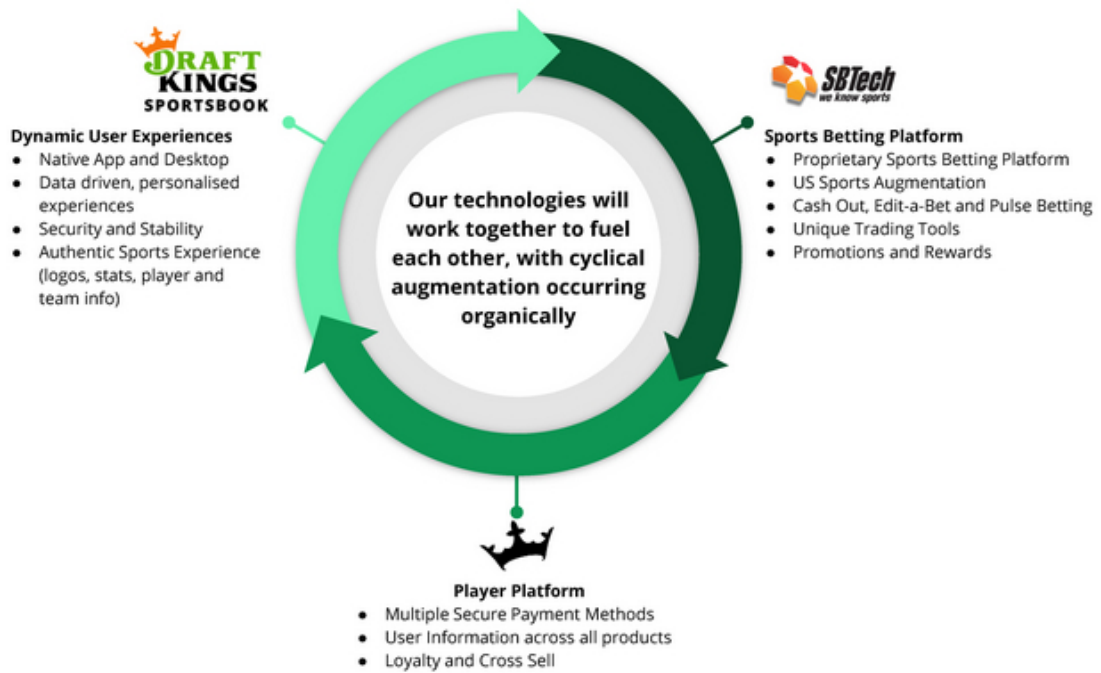 DRAFT
KINGS
SPORTSBOOK
Dynamic User Experiences
● Native App and Desktop
● Data driven, personalised
experiences
● Security and Stability
● Authentic Sports Experience
(logos, stats, player and
team info)
SBTech
we know sports
Sports Betting Platform
● Proprietary Sports Betting Platform
● US Sports Augmentation
● Cash Out, Edit-a-Bet and Pulse Betting
● Unique Trading Tools
● Promotions and Rewards
Our technologies will
work together to fuel
each other, with cyclical
augmentation occurring
organically
Player Platform
● Multiple Secure Payment Methods
● User Information across all products
● Loyalty and Cross Sell